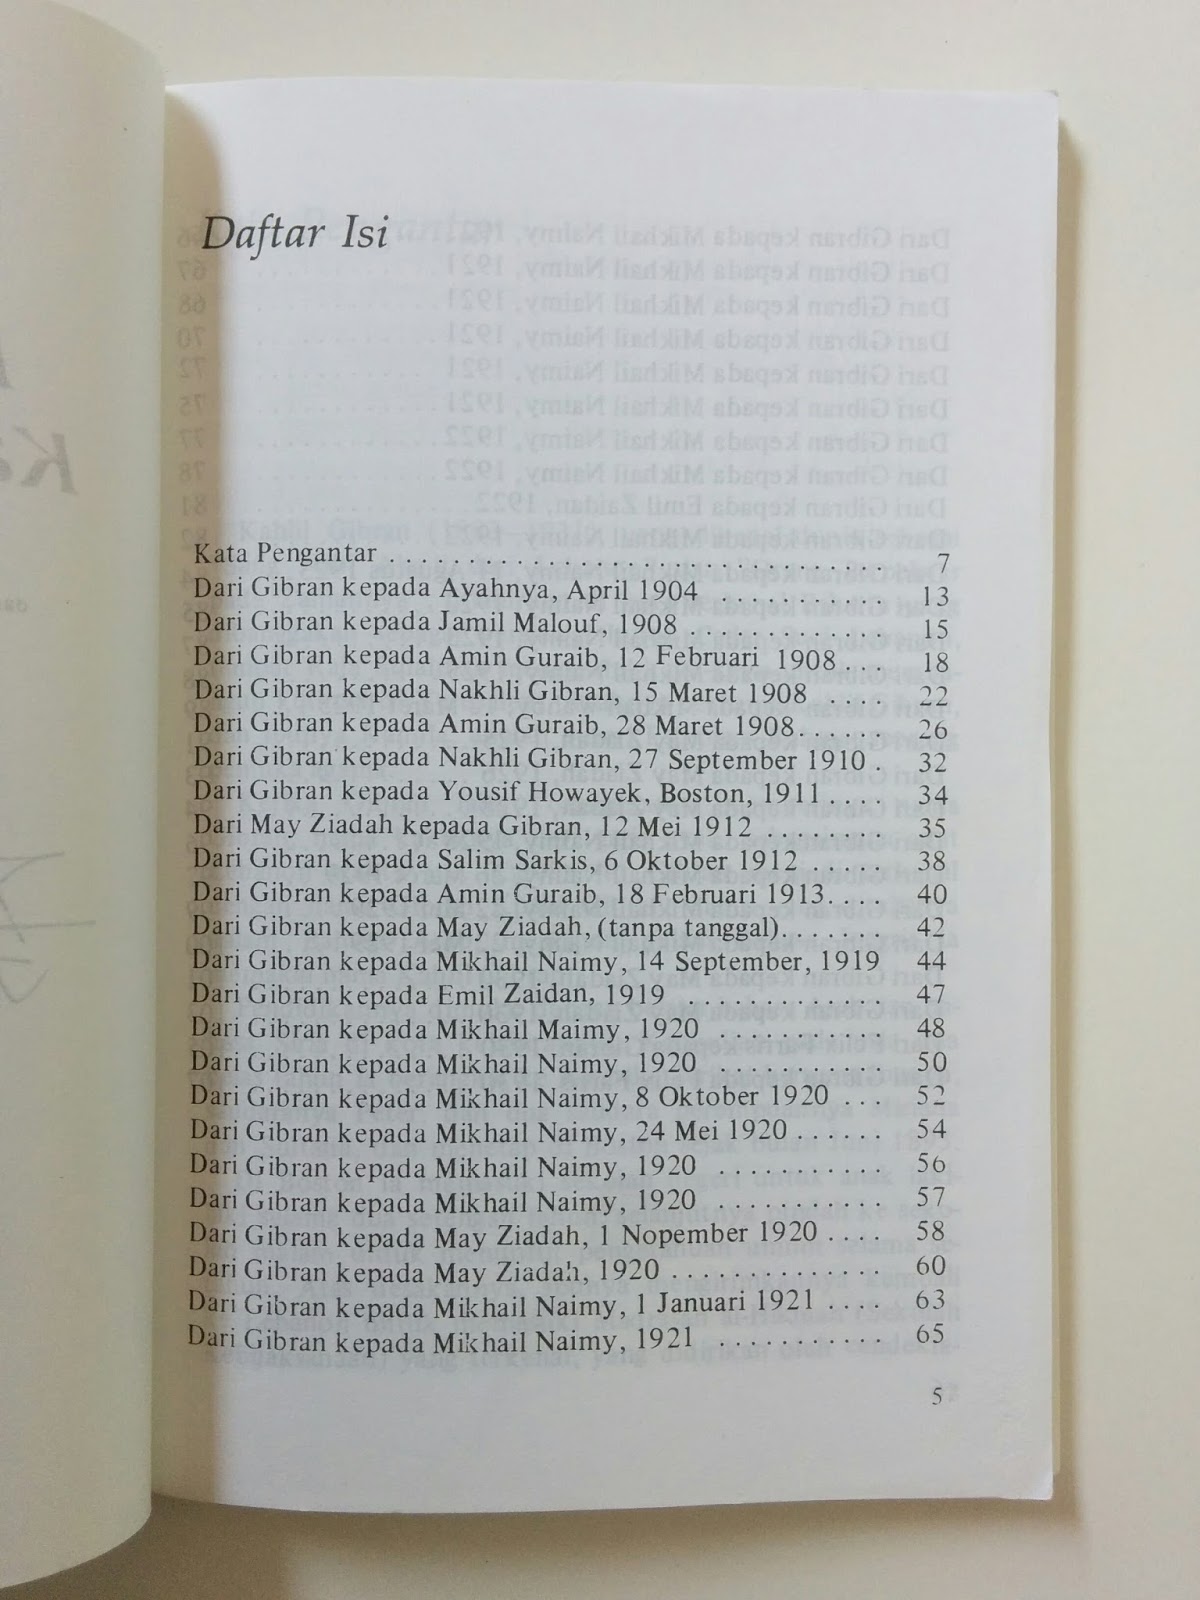 Daftar Isi
Kata Pengantar . . . . . . . . . . . . . . . . . . . . . . . . . . . . . . . 7
Dari Gibran kepada Ayahnya, April 1904 . . . . . . . . . . . 13
Dari Gibran kepada Jamil Malouf, 1908 . . . . . . . . . . . . . 15
Dari Gibran kepada Amin Guraib, 12 Februari 1908 . . . 18
Dari Gibran kepada Nakhli Gibran, 15 Maret 1908 . . . . 22
Dari Gibran kepada Amin Guraib, 28 Maret 1908. . . . . . 26
Dari Gibran kepada Nakhli Gibran, 27 September 1910 . 32
Dari Gibran kepada Yousif Howayek, Boston, 1911 . . . . 34
Dari May Ziadah kepada Gibran, 12 Mei 1912 . . . . . . . . 35
Dari Gibran kepada Salim Sarkis, 6 Oktober 1912 . . . . . 38
Dari Gibran kepada Amin Guraib, 18 Februari 1913. . . . 40
Dari Gibran kepada May Ziadah, (tanpa tanggal). . . . . . . 42
Dari Gibran kepada Mikhail Naimy, 14 September, 1919 44
Dari Gibran kepada Emil Zaidan, 1919 . . . . . . . . . . . . . 47
Dari Gibran kepada Mikhail Maimy, 1920 . . . . . . . . . . . 48
Dari Gibran kepada Mikhail Naimy, 1920 . . . . . . . . . . . 50
Dari Gibran kepada Mikhail Naimy, 8 Oktober 1920 . . . 52
Dari Gibran kepada Mikhail Naimy, 24 Mei 1920 . . . . . . 54
Dari Gibran kepada Mikhail Naimy, 1920 . . . . . . . . . . . 56
Dari Gibran kepada Mikhail Naimy, 1920 . . . . . . . . . . . 57
Dari Gibran kepada May Ziadah, 1 Nopember 1920 . . . . 58
Dari Gibran kepada May Ziadah, 1920 . . . . . . . . . . . . . . 60
Dari Gibran kepada Mikhail Naimy, 1 Januari 1921 . . . . 63
Dari Gibran kepada Mikhail Naimy, 1921 . . . . . . . . . . . 65
5